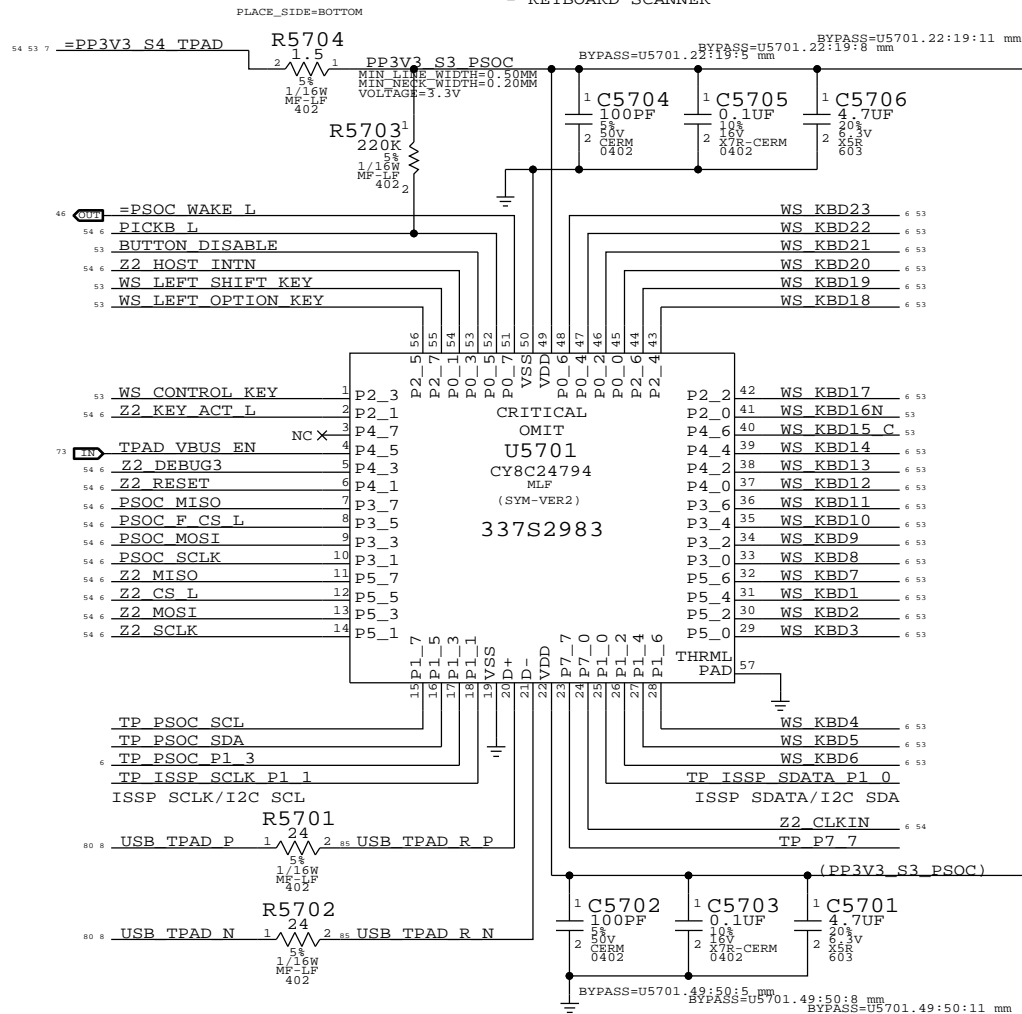 - KEYBOARD SCANNER
PLACE_SIDE=BOTTOM
54 53 7 =PP3V3_S4_TPAD
R5704
1.5
2 1
5%
1/16W
MF-LF
402
PP3V3_S3_PSOC
MIN_LINE_WIDTH=0.50MM
MIN_NECK_WIDTH=0.20MM
VOLTAGE=3.3V
BYPASS=U5701.22:19:5 mm
BYPASS=U5701.22:19:8 mm
BYPASS=U5701.22:19:11 mm
R5703
1
220K
5%
1/16W
MF-LF
402
2
1 C5704
100PF
5%
50V
2 CERM
0402
1 C5705
0.1UF
10%
16V
2 X7R-CERM
0402
1 C5706
4.7UF
20%
6.3V
2 X5R
603
46 OUT =PSOC_WAKE_L
54 6 PICKB_L
53 BUTTON_DISABLE
54 6 Z2_HOST_INTN
53 WS_LEFT_SHIFT_KEY
53 WS_LEFT_OPTION_KEY
WS_KBD23 6 53
WS_KBD22 6 53
WS_KBD21 6 53
WS_KBD20 6 53
WS_KBD19 6 53
WS_KBD18 6 53
56 55 54 53 52 51 50 49 48 47 46 45 44 43
P2_5 P2_7 P0_1 P0_3 P0_5 P0_7 VSS VDD P0_6 P0_4 P0_2 P0_0 P2_6 P2_4
CRITICAL
OMIT
U5701
CY8C24794
MLF
(SYM-VER2)
337S2983
53 WS_CONTROL_KEY 1 P2_3
54 6 Z2_KEY_ACT_L 2 P2_1
NC 3 P4_7
73 IN TPAD_VBUS_EN 4 P4_5
54 6 Z2_DEBUG3 5 P4_3
54 6 Z2_RESET 6 P4_1
54 6 PSOC_MISO 7 P3_7
54 6 PSOC_F_CS_L 8 P3_5
54 6 PSOC_MOSI 9 P3_3
54 6 PSOC_SCLK 10 P3_1
54 6 Z2_MISO 11 P5_7
54 6 Z2_CS_L 12 P5_5
54 6 Z2_MOSI 13 P5_3
54 6 Z2_SCLK 14 P5_1
P2_2 42 WS_KBD17 6 53
P2_0 41 WS_KBD16N 53
P4_6 40 WS_KBD15_C 53
P4_4 39 WS_KBD14 6 53
P4_2 38 WS_KBD13 6 53
P4_0 37 WS_KBD12 6 53
P3_6 36 WS_KBD11 6 53
P3_4 35 WS_KBD10 6 53
P3_2 34 WS_KBD9 6 53
P3_0 33 WS_KBD8 6 53
P5_6 32 WS_KBD7 6 53
P5_4 31 WS_KBD1 6 53
P5_2 30 WS_KBD2 6 53
P5_0 29 WS_KBD3 6 53
THRML
PAD 57
P1_7 P1_5 P1_3 P1_1 VSS D+ D- VDD P7_7 P7_0 P1_0 P1_2 P1_4 P1_6
15 16 17 18 19 20 21 22 23 24 25 26 27 28
TP_PSOC_SCL
TP_PSOC_SDA
6 TP_PSOC_P1_3
TP_ISSP_SCLK_P1_1
ISSP SCLK/I2C SCL
WS_KBD4 6 53
WS_KBD5 6 53
WS_KBD6 6 53
TP_ISSP_SDATA_P1_0
ISSP SDATA/I2C SDA
Z2_CLKIN 6 54
TP_P7_7
R5701
80 8 USB_TPAD_P 1 24 2 85 USB_TPAD_R_P
5%
1/16W
MF-LF
402
R5702
80 8 USB_TPAD_N 1 24 2 85 USB_TPAD_R_N
5%
1/16W
MF-LF
402
(PP3V3_S3_PSOC)
1 C5702
100PF
5%
50V
2 CERM
0402
1 C5703
0.1UF
10%
16V
2 X7R-CERM
0402
1 C5701
4.7UF
20%
6.3V
2 X5R
603
BYPASS=U5701.49:50:5 mm
BYPASS=U5701.49:50:8 mm
BYPASS=U5701.49:50:11 mm